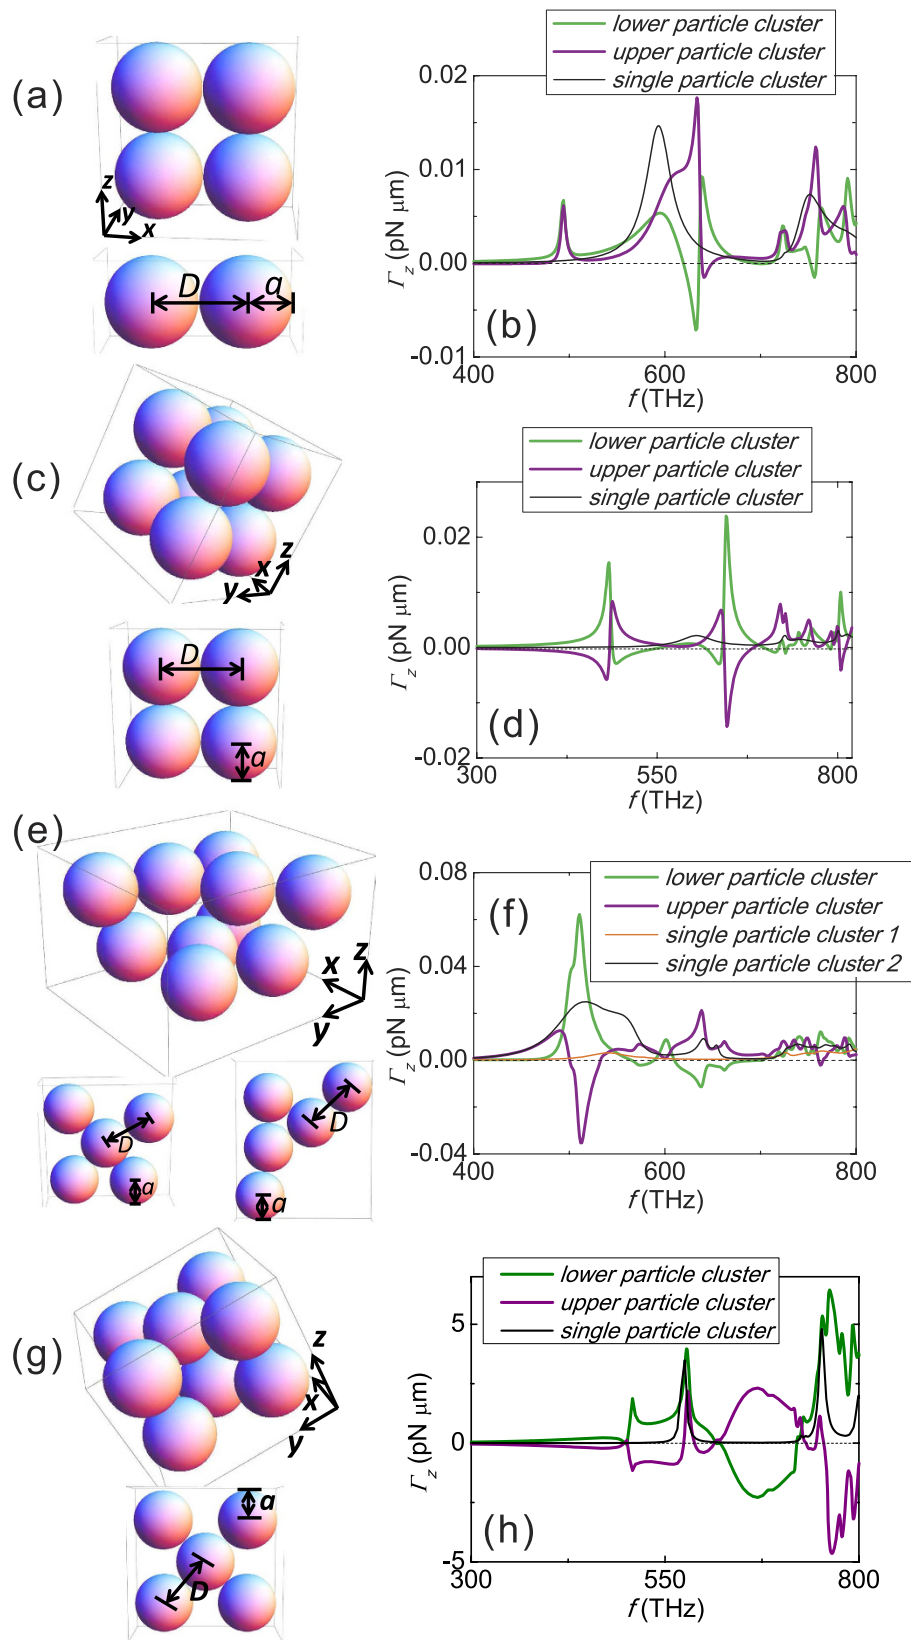 (a)
z
y
x
D
a
lower particle cluster
upper particle cluster
single particle cluster
0.02
0.01
0.00
-0.01
Γz (pN μm)
(b)
400
600
800
f (THz)
(c)
z
x
y
D
a
lower particle cluster
upper particle cluster
single particle cluster
0.02
0.00
-0.02
Γz (pN μm)
(d)
300
550
800
f (THz)
(e)
z
x
y
D
a
D
a
lower particle cluster
upper particle cluster
single particle cluster 1
single particle cluster 2
0.08
0.04
0.00
-0.04
Γz (pN μm)
(f)
400
600
800
f (THz)
(g)
z
x
y
a
D
lower particle cluster
upper particle cluster
single particle cluster
5
0
-5
Γz (pN μm)
(h)
300
550
800
f (THz)